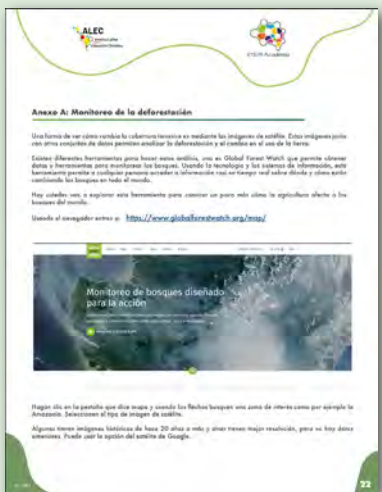 ALEC
STEM Academia
Anexo A: Monitoreo de la deforestación
Una forma de ver cómo cambia la cobertura terrestre es mediante las imágenes de satélite. Estas imágenes junto
con otros conjuntos de datos permiten analizar la deforestación y el cambio en el uso de la tierra.
Existen diferentes herramientas para hacer estos análisis, una es Global Forest Watch que permite obtener
datos y herramientas para monitorear los bosques. Usando la tecnología y los sistemas de información, esta
herramienta permite a cualquier persona acceder a información casi en tiempo real sobre dónde y cómo están
cambiando los bosques en todo el mundo.
Hoy ustedes van a explorar esta herramienta para conocer un poco más cómo la agricultura afecta a los
bosques del mundo.
Usando el navegador entren a: https://www.globalforestwatch.org/map/
Monitoreo de bosques diseñado
para la acción
Hagan clic en la pestaña que dice mapa y usando las flechas busquen una zona de interés como por ejemplo la
Amazonía. Seleccionen el tipo de imagen de satélite.
Algunas tienen imágenes históricas de hace 20 años o más y otras tienen mejor resolución, pero no hay datos
anteriores. Puede usar la opción del satélite de Google.
22